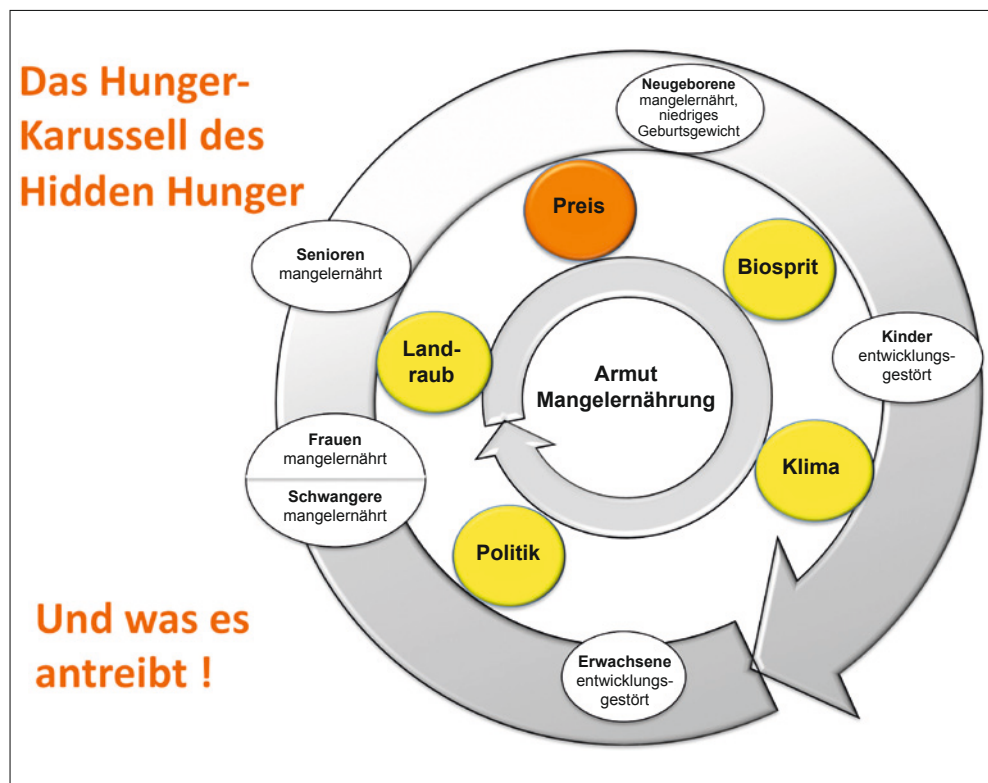 Das Hunger-
Karussell des
Hidden Hunger
Neugeborene
mangelernährt,
niedriges
Geburtsgewicht
Preis
Senioren
mangelernährt
Biosprit
Land-
raub
Kinder
entwicklungs-
gestört
Armut
Mangelernährung
Frauen
mangelernährt
Schwangere
mangelernährt
Klima
Politik
Und was es
antreibt !
Erwachsene
entwicklungs-
gestört